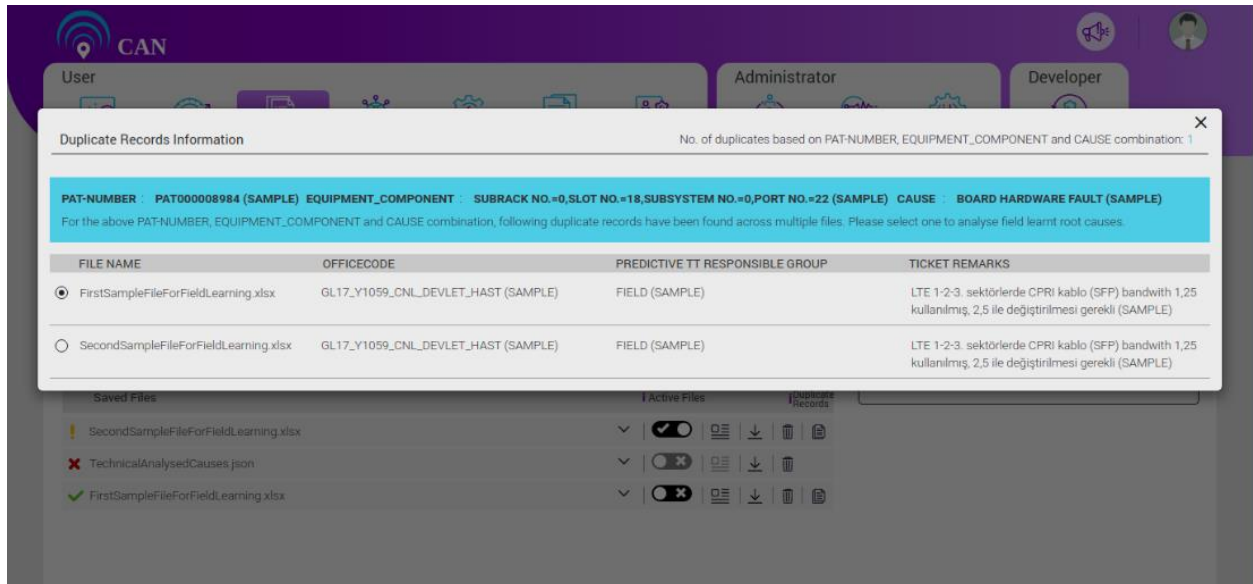 CAN
User
Administrator
Developer
Duplicate Records Information
No. of duplicates based on PAT-NUMBER, EQUIPMENT_COMPONENT and CAUSE combination: 1
PAT-NUMBER : PAT000008984 (SAMPLE) EQUIPMENT_COMPONENT : SUBRACK NO.=0,SLOT NO.=18,SUBSYSTEM NO.=0,PORT NO.=22 (SAMPLE) CAUSE : BOARD HARDWARE FAULT (SAMPLE)
For the above PAT-NUMBER, EQUIPMENT_COMPONENT and CAUSE combination, following duplicate records have been found across multiple files. Please select one to analyse field learnt root causes.
FILE NAME OFFICECODE PREDICTIVE TT RESPONSIBLE GROUP TICKET REMARKS
FirstSampleFileForFieldLearning.xlsx GL17_Y1059_CNL_DEVLET_HAST (SAMPLE) FIELD (SAMPLE) LTE 1-2-3. sektörlerde CPRI kablo (SFP) bandwith 1,25
kullanılmış, 2,5 ile değiştirilmesi gerekli (SAMPLE)
SecondSampleFileForFieldLearning.xlsx GL17_Y1059_CNL_DEVLET_HAST (SAMPLE) FIELD (SAMPLE) LTE 1-2-3. sektörlerde CPRI kablo (SFP) bandwith 1,25
kullanılmış, 2,5 ile değiştirilmesi gerekli (SAMPLE)
Saved Files Active Files Duplicate
Records
SecondSampleFileForFieldLearning.xlsx
TechnicalAnalysedCauses.json
FirstSampleFileForFieldLearning.xlsx